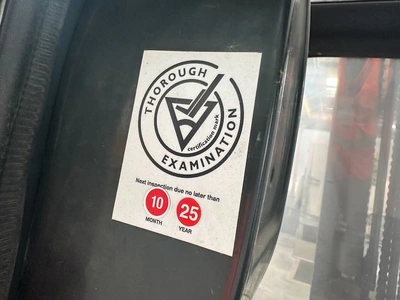 THOROUGH
certification mark
EXAMINATION
Next inspection due no later than
10 25
MONTH YEAR